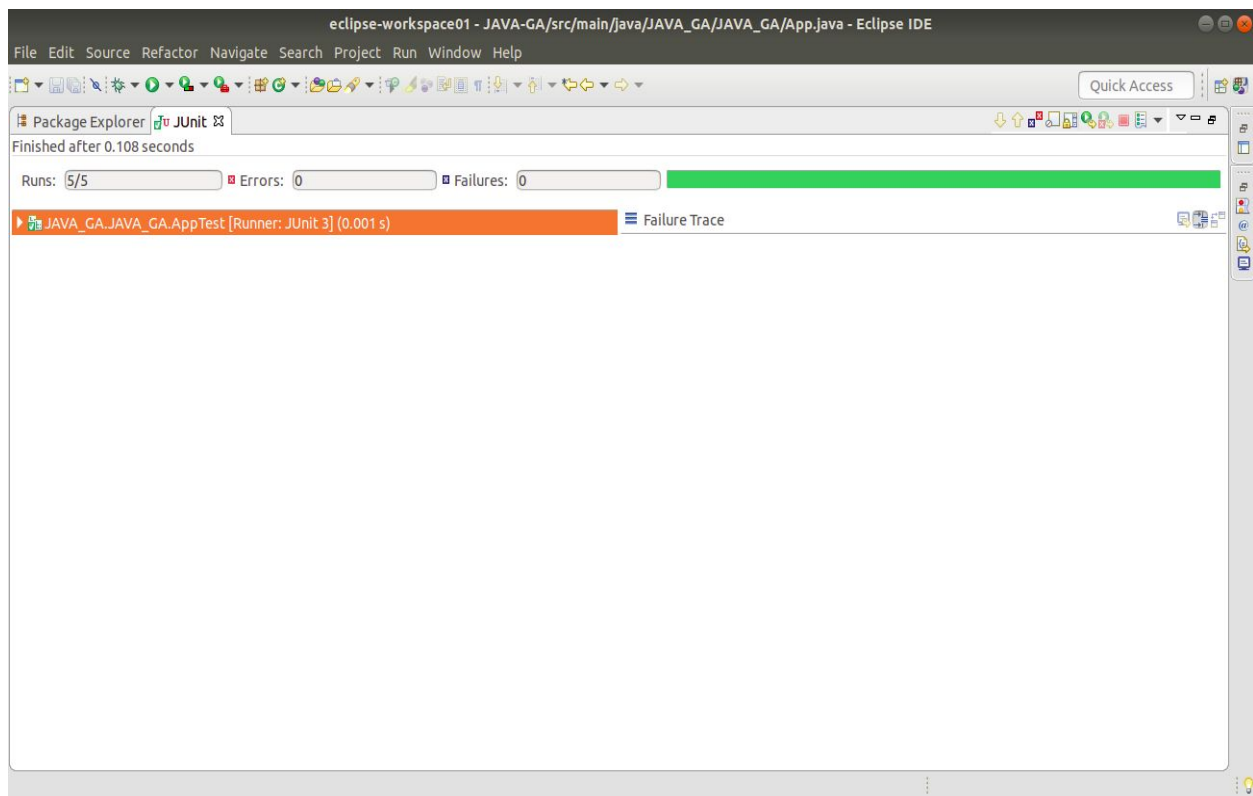 eclipse-workspace01 - JAVA-GA/src/main/java/JAVA_GA/JAVA_GA/App.java - Eclipse IDE
File Edit Source Refactor Navigate Search Project Run Window Help
Quick Access
Package Explorer JUnit
Finished after 0.108 seconds
Runs: 5/5 Errors: 0 Failures: 0
JAVA_GA.JAVA_GA.AppTest [Runner: JUnit 3] (0.001 s) Failure Trace